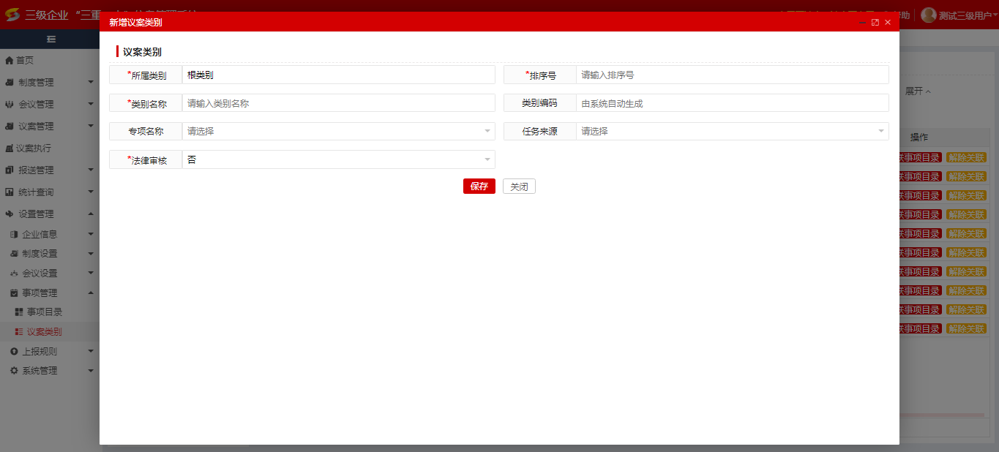 三级企业 “三重
助
测试三级用户
新增议案类别
首页
制度管理
会议管理
议案管理
议案执行
报送管理
统计查询
设置管理
企业信息
制度设置
会议设置
事项管理
事项目录
议案类别
上报规则
系统管理
议案类别
*所属类别 根类别
*排序号 请输入排序号
*类别名称 请输入类别名称
类别编码 由系统自动生成
专项名称 请选择
任务来源 请选择
*法律审核 否
保存 关闭
展开
操作
联事项目录 解除关联
联事项目录 解除关联
联事项目录 解除关联
联事项目录 解除关联
联事项目录 解除关联
联事项目录 解除关联
联事项目录 解除关联
联事项目录 解除关联
联事项目录 解除关联
联事项目录 解除关联